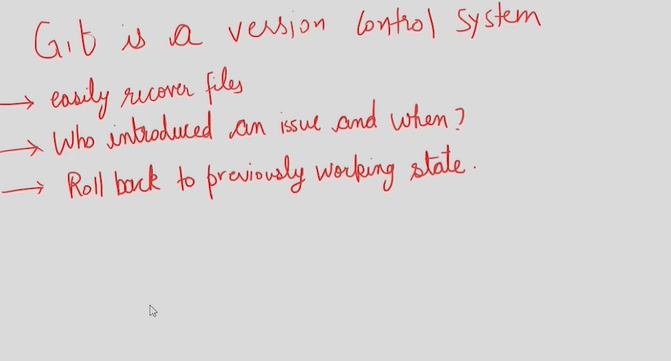 Git is a version control system
→ easily recover files
→ Who introduced an issue and when?
→ Roll back to previously working state.